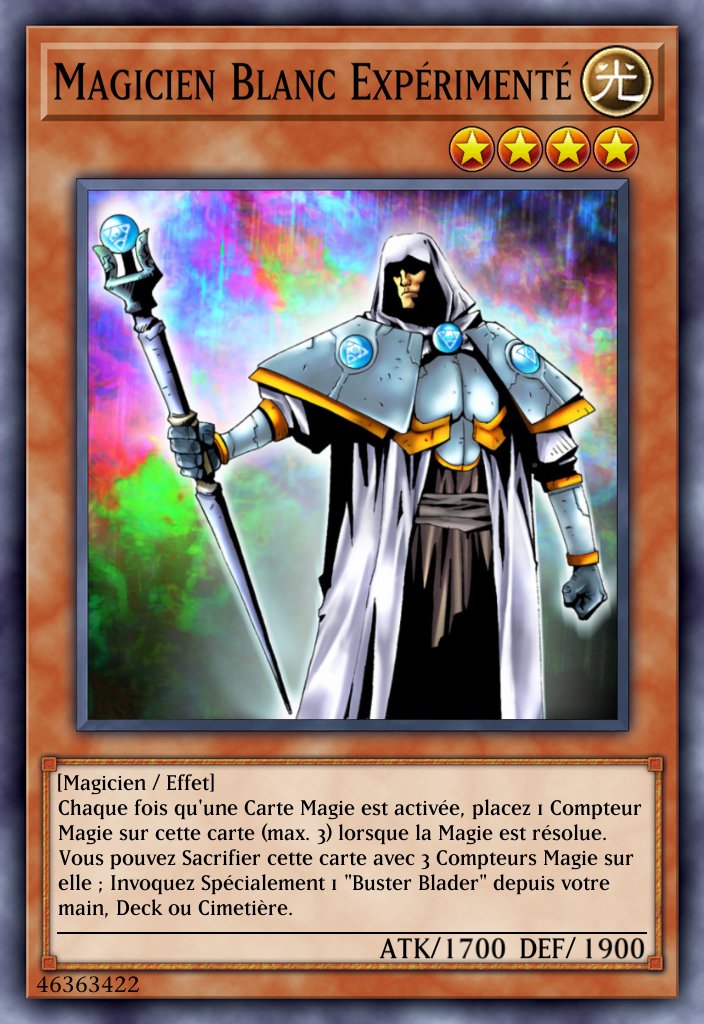 Magicien Blanc Expérimenté
光
[Magicien / Effet]
Chaque fois qu'une Carte Magie est activée, placez 1 Compteur
Magie sur cette carte (max. 3) lorsque la Magie est résolue.
Vous pouvez Sacrifier cette carte avec 3 Compteurs Magie sur
elle ; Invoquez Spécialement 1 "Buster Blader" depuis votre
main, Deck ou Cimetière.
ATK/1700 DEF/ 1900
46363422